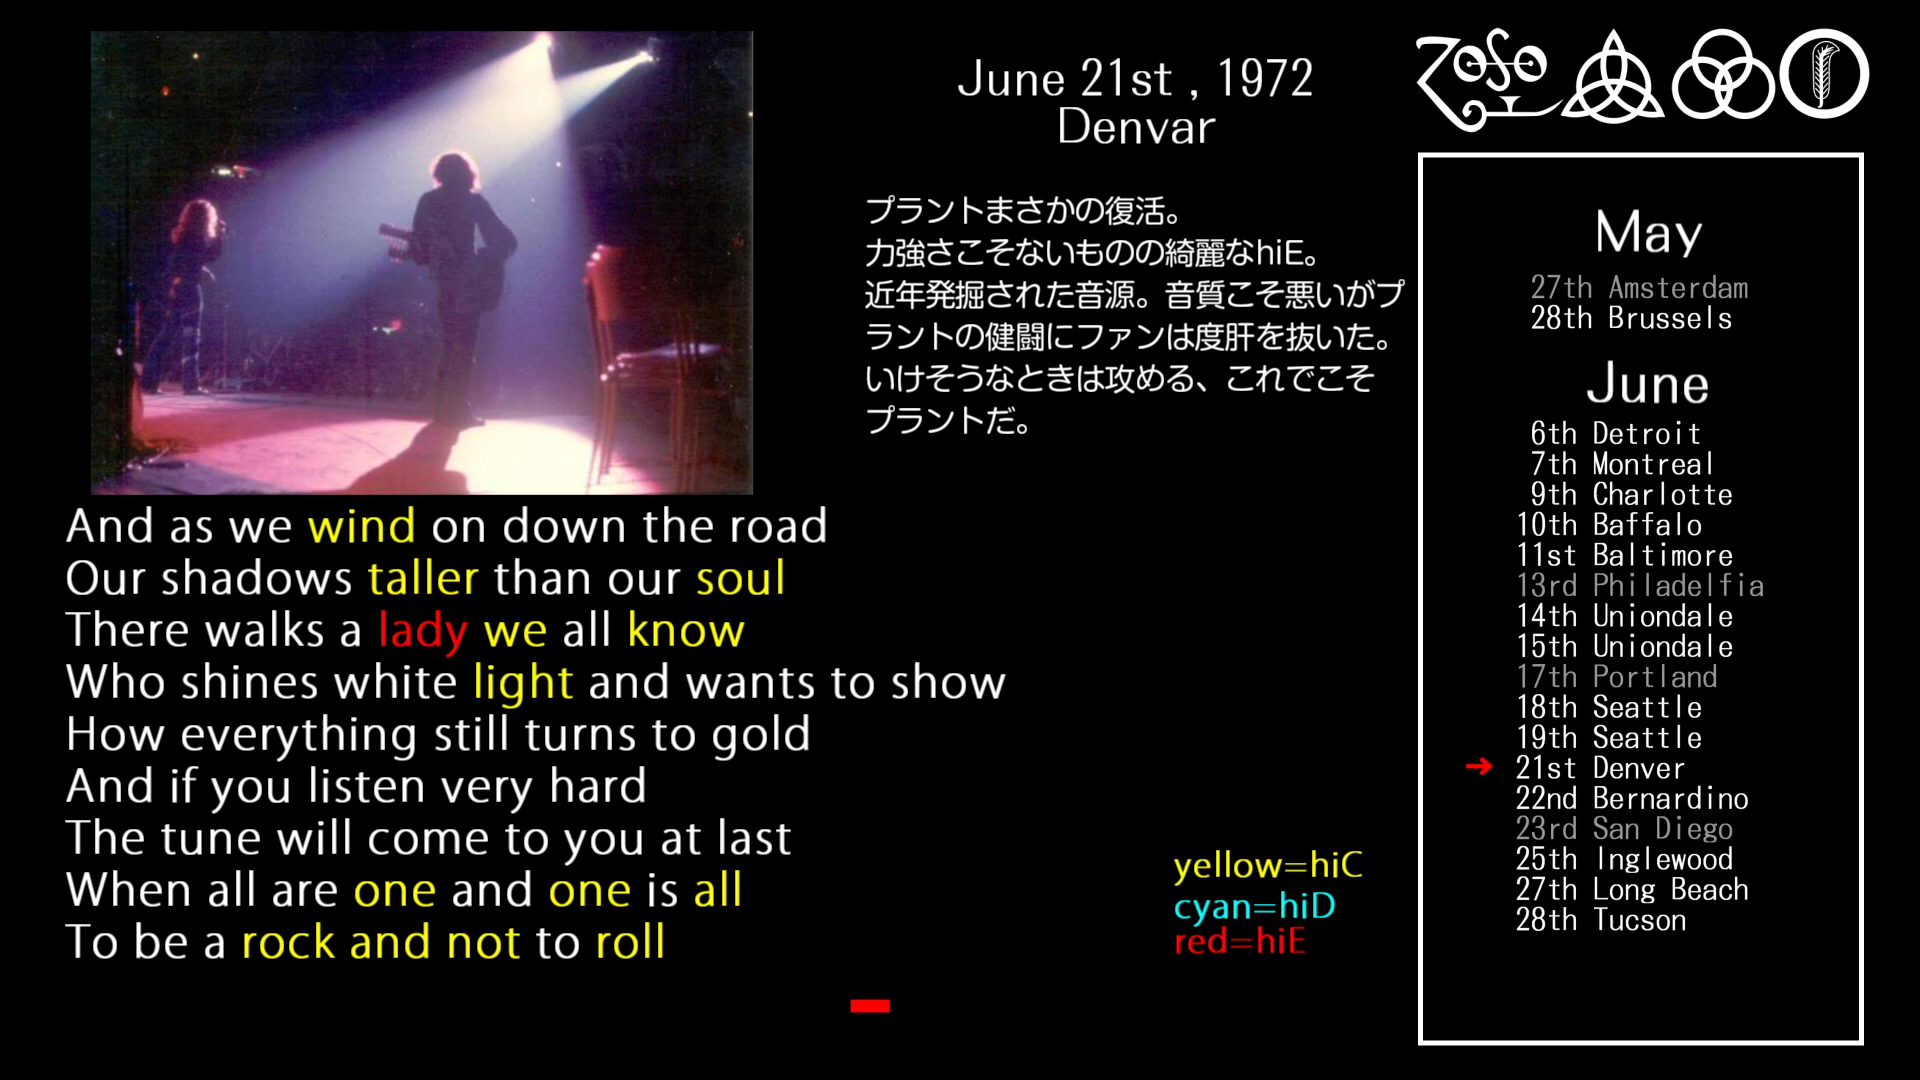 June 21st , 1972
Denvar
プラントまさかの復活。
力強さこそないものの綺麗なhiE。
近年発掘された音源。音質こそ悪いがプ
ラントの健闘にファンは度肝を抜いた。
いけそうなときは攻める、これでこそ
プラントだ。
And as we wind on down the road
Our shadows taller than our soul
There walks a lady we all know
Who shines white light and wants to show
How everything still turns to gold
And if you listen very hard
The tune will come to you at last
When all are one and one is all
To be a rock and not to roll
yellow=hiC
cyan=hiD
red=hiE
ZOSO
May
27th Amsterdam
28th Brussels
June
6th Detroit
7th Montreal
9th Charlotte
10th Baffalo
11st Baltimore
13rd Philadelfia
14th Uniondale
15th Uniondale
17th Portland
18th Seattle
19th Seattle
→ 21st Denver
22nd Bernardino
23rd San Diego
25th Inglewood
27th Long Beach
28th Tucson